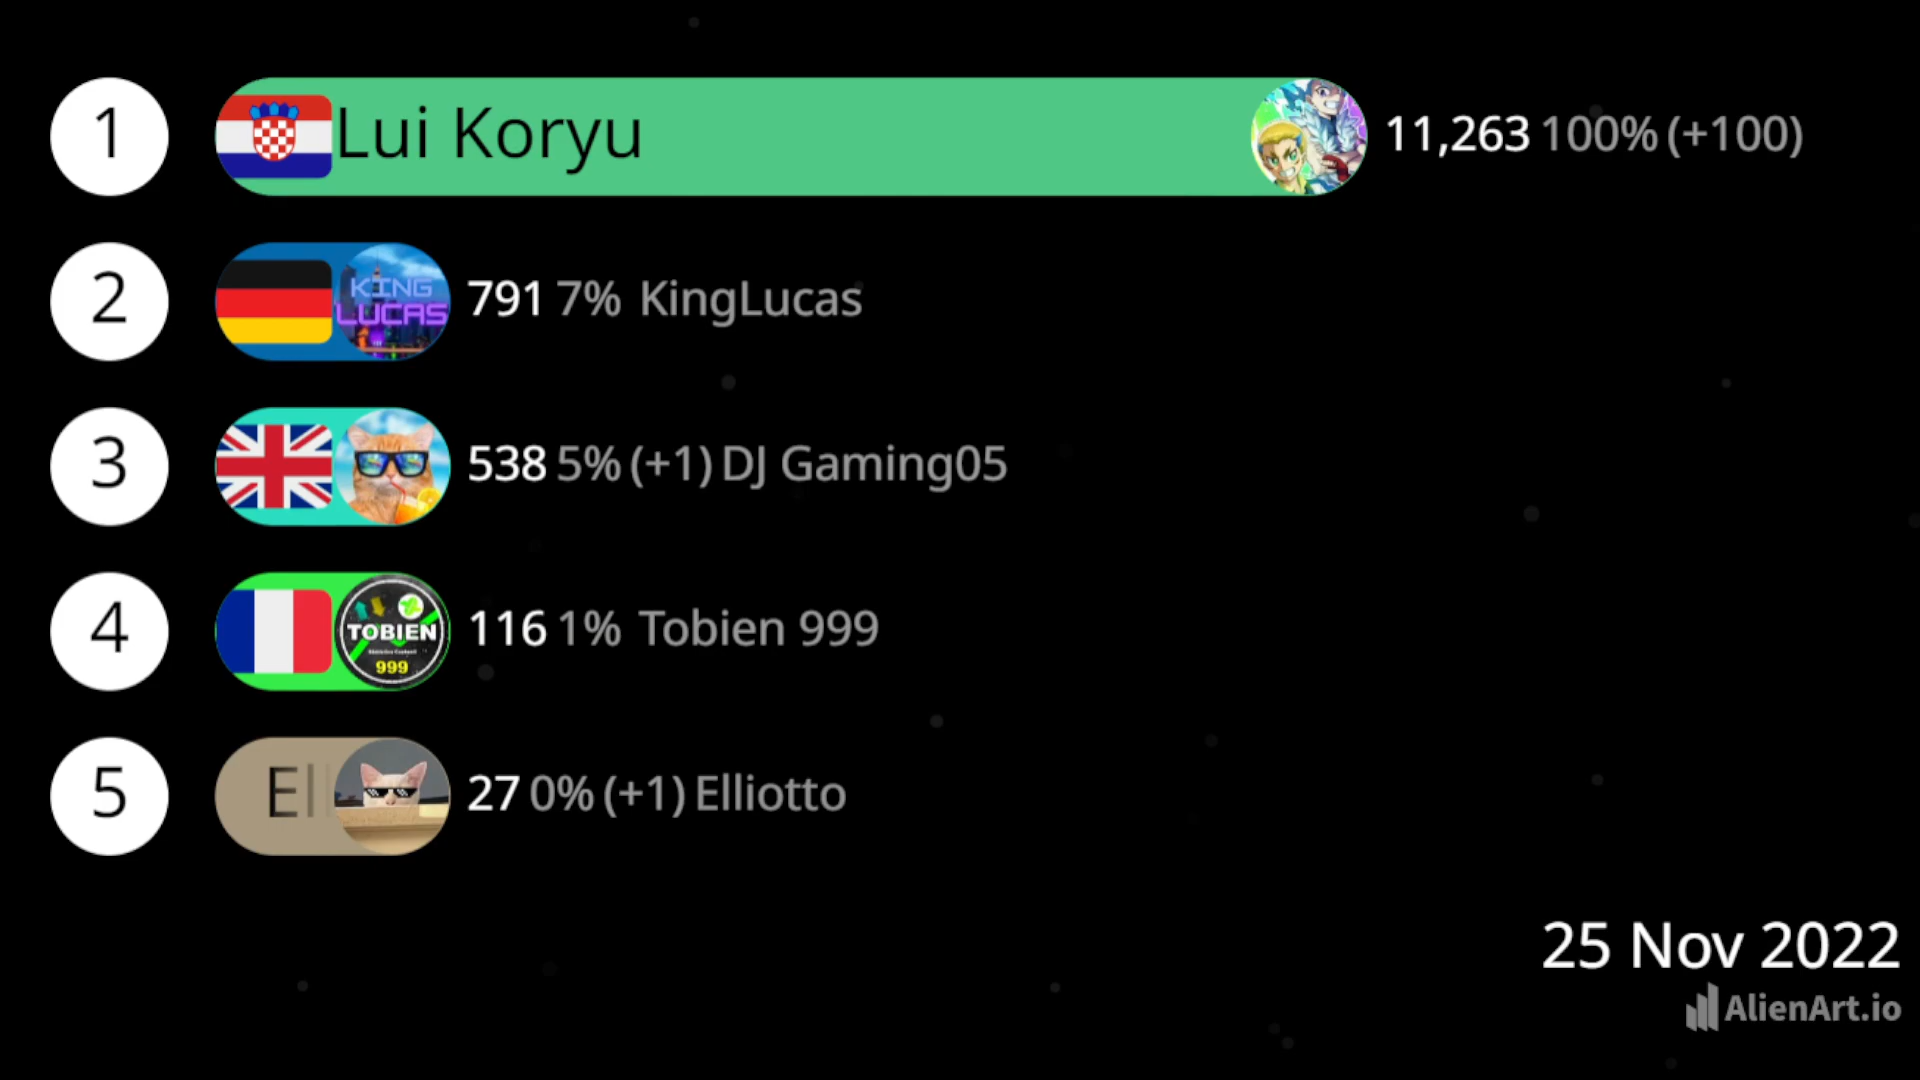 1 Lui Koryu 11,263 100% (+100)
2 KING LUCAS 791 7% KingLucas
3 538 5% (+1) DJ Gaming05
4 TOBIEN 999 116 1% Tobien 999
5 Ell 27 0% (+1) Elliotto
25 Nov 2022
AlienArt.io